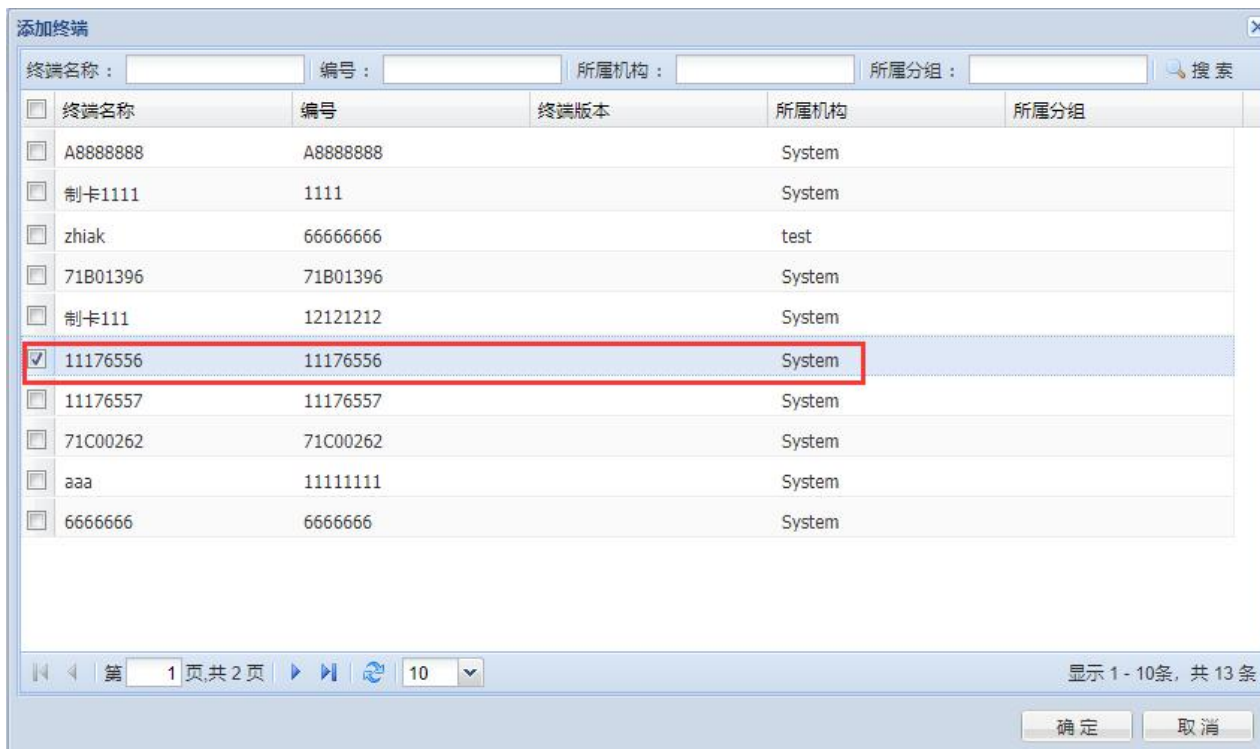 添加终端
终端名称： 编号： 所属机构： 所属分组： 搜索
终端名称 编号 终端版本 所属机构 所属分组
A8888888 A8888888 System
制卡1111 1111 System
zhiak 66666666 test
71B01396 71B01396 System
制卡111 12121212 System
11176556 11176556 System
11176557 11176557 System
71C00262 71C00262 System
aaa 11111111 System
6666666 6666666 System
第 1 页,共 2 页 10 显示 1 - 10条，共 13 条
确定 取消